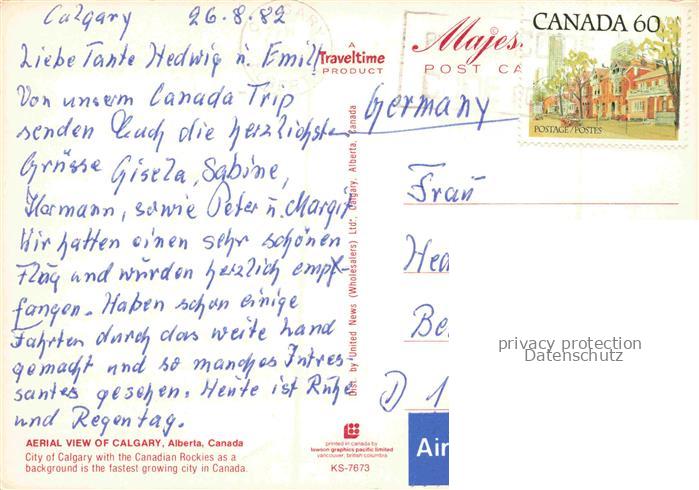 Calgary 26.8.82
Liebe Tante Hedwig u. Emil!
Von unserm Canada Trip
senden Euch die herzlichsten
Grüsse Gisela, Sabine,
Hermann, sowie Peter u. Margit
Wir hatten einen sehr schönen
Flug und wurden herzlich emp-
fangen. Haben schon einige
Fahrten durch das weite Land
gemacht und so manches Intres-
santes gesehen. Heute ist Ruhe
und Regentag.
AERIAL VIEW OF CALGARY, Alberta, Canada
City of Calgary with the Canadian Rockies as a
background is the fastest growing city in Canada.
A
Traveltime
PRODUCT
Dist. by United News (Wholesalers) Ltd., Calgary, Alberta, Canada
printed in canada by
lawson graphics pacific limited
vancouver, british columbia
KS-7673
Majes
POST CA
CANADA 60
POSTAGE/POSTES
Germany
Frau
Hed
Be
D 1
Air
privacy protection
Datenschutz